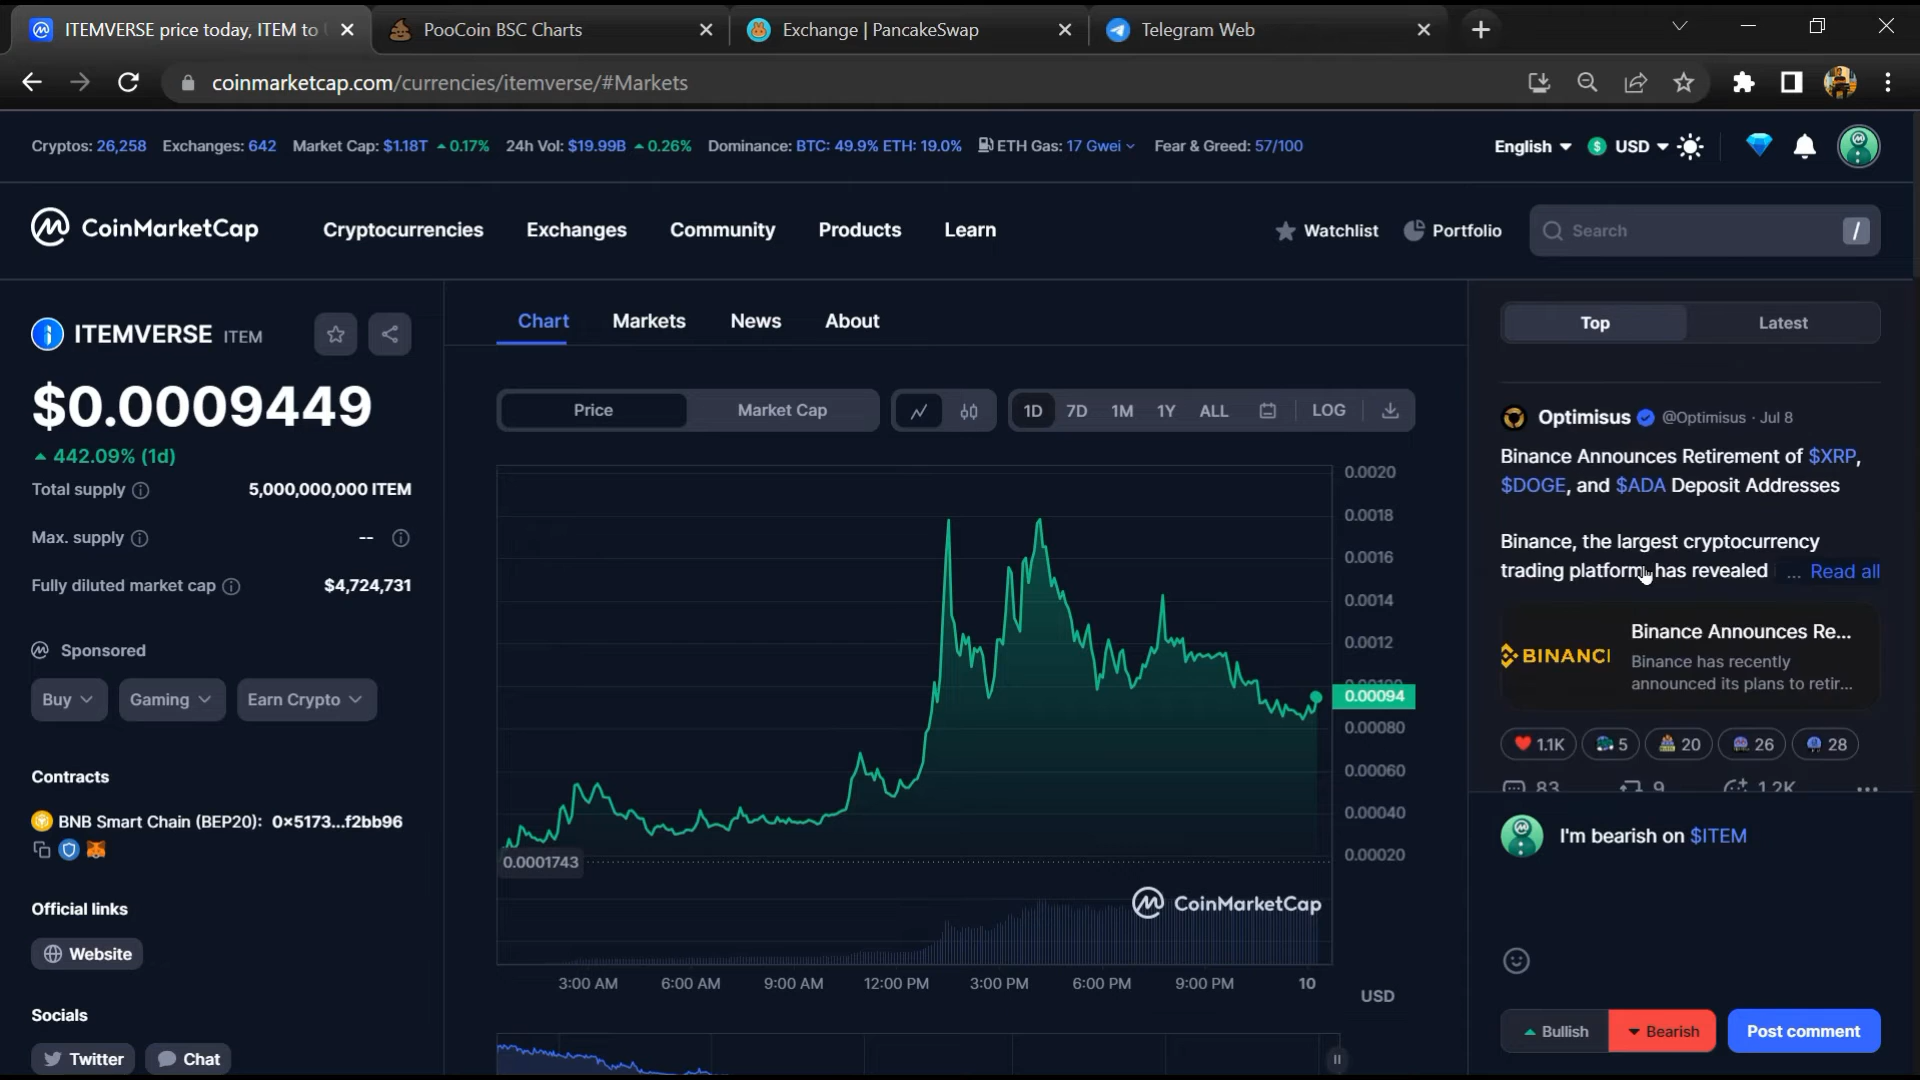 ITEMVERSE price today, ITEM to
PooCoin BSC Charts
Exchange | PancakeSwap
Telegram Web
coinmarketcap.com/currencies/itemverse/#Markets
Cryptos: 26,258 Exchanges: 642 Market Cap: $1.18T 0.17% 24h Vol: $19.99B 0.26% Dominance: BTC: 49.9% ETH: 19.0% ETH Gas: 17 Gwei Fear & Greed: 57/100
English
USD
CoinMarketCap
Cryptocurrencies
Exchanges
Community
Products
Learn
Watchlist
Portfolio
Search
/
ITEMVERSE ITEM
$0.0009449
442.09% (1d)
Total supply 5,000,000,000 ITEM
Max. supply --
Fully diluted market cap $4,724,731
Sponsored
Buy
Gaming
Earn Crypto
Contracts
BNB Smart Chain (BEP20): 0x5173...f2bb96
Official links
Website
Socials
Twitter
Chat
Chart
Markets
News
About
Price
Market Cap
1D
7D
1M
1Y
ALL
LOG
0.0020
0.0018
0.0016
0.0014
0.0012
0.00094
0.00080
0.00060
0.00040
0.00020
0.0001743
CoinMarketCap
3:00 AM
6:00 AM
9:00 AM
12:00 PM
3:00 PM
6:00 PM
9:00 PM
10
USD
Top
Latest
Optimisus @Optimisus · Jul 8
Binance Announces Retirement of $XRP,
$DOGE, and $ADA Deposit Addresses
Binance, the largest cryptocurrency
trading platform, has revealed ... Read all
BINANC
Binance Announces Re...
Binance has recently
announced its plans to retir...
1.1K
5
20
26
28
83
9
1.2K
I'm bearish on $ITEM
Bullish
Bearish
Post comment